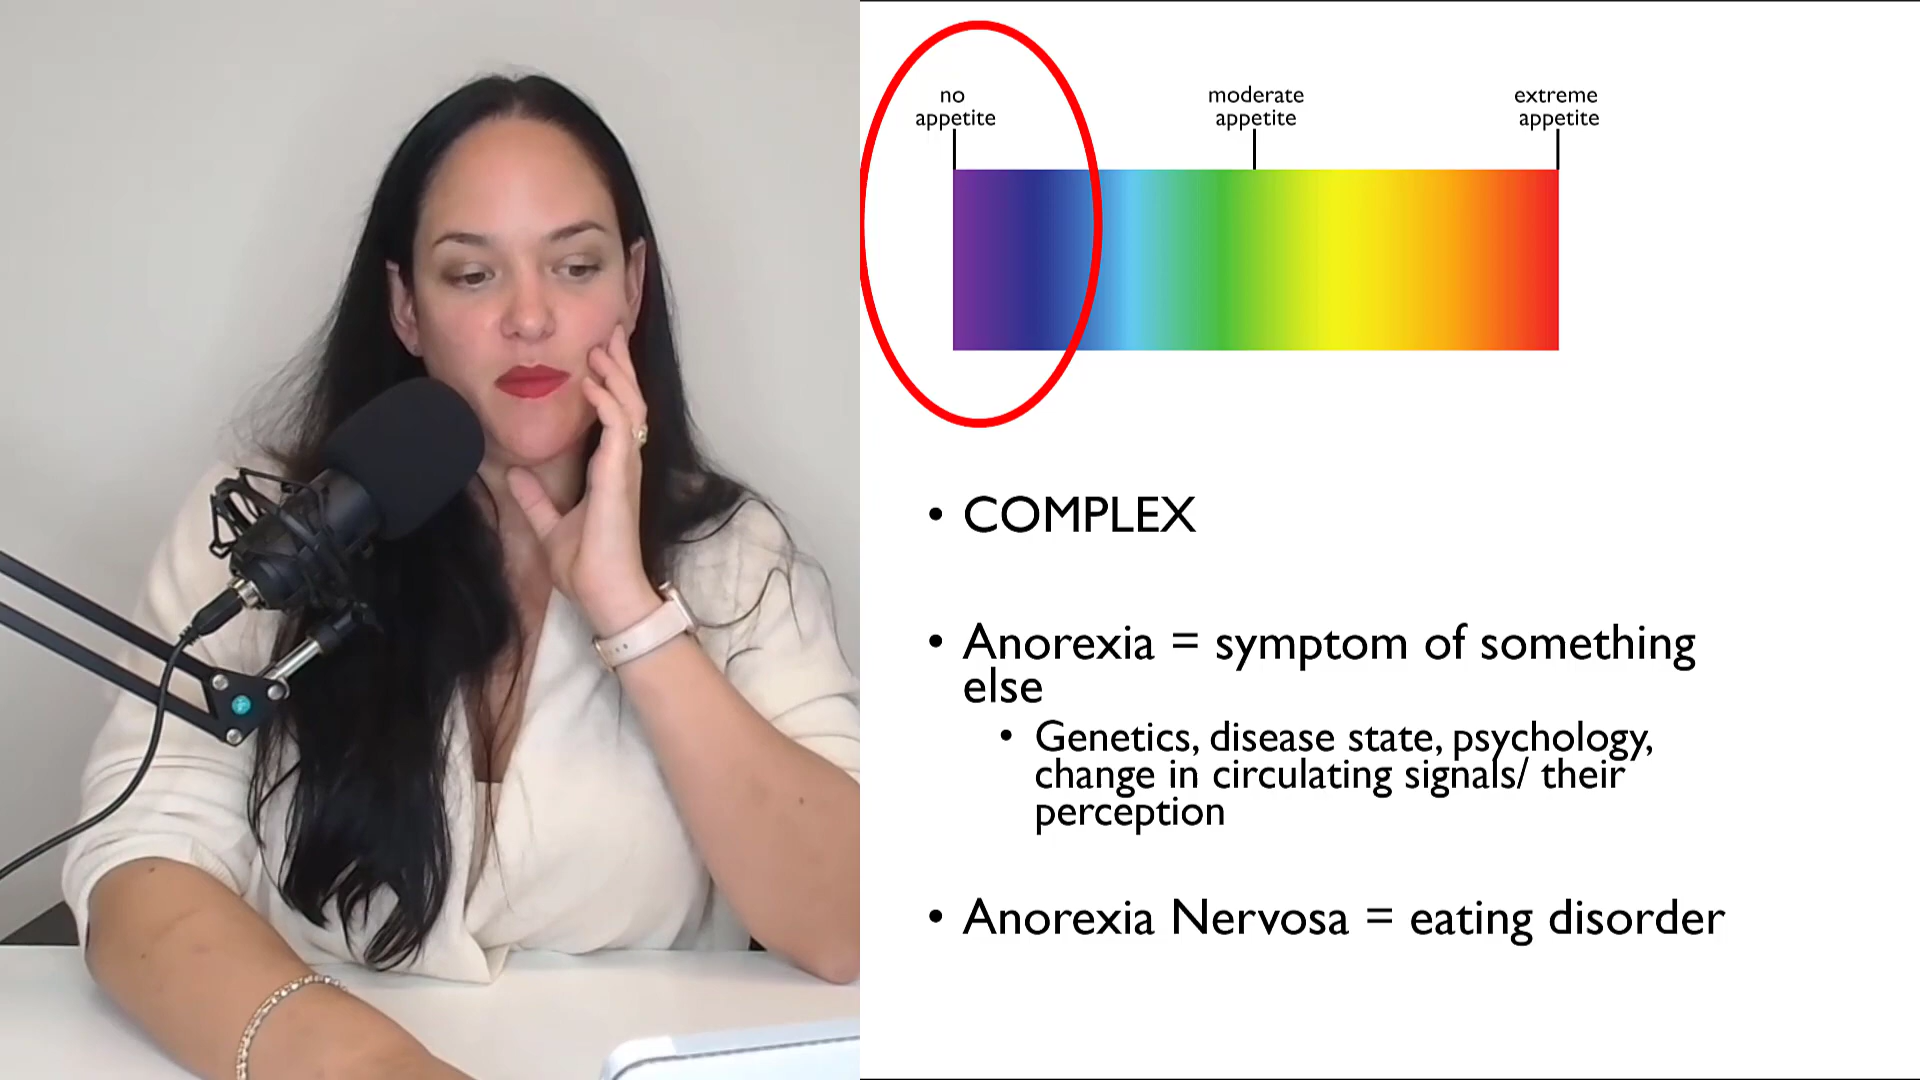 no
appetite
moderate
appetite
extreme
appetite
• COMPLEX
• Anorexia = symptom of something
else
• Genetics, disease state, psychology,
change in circulating signals/ their
perception
• Anorexia Nervosa = eating disorder